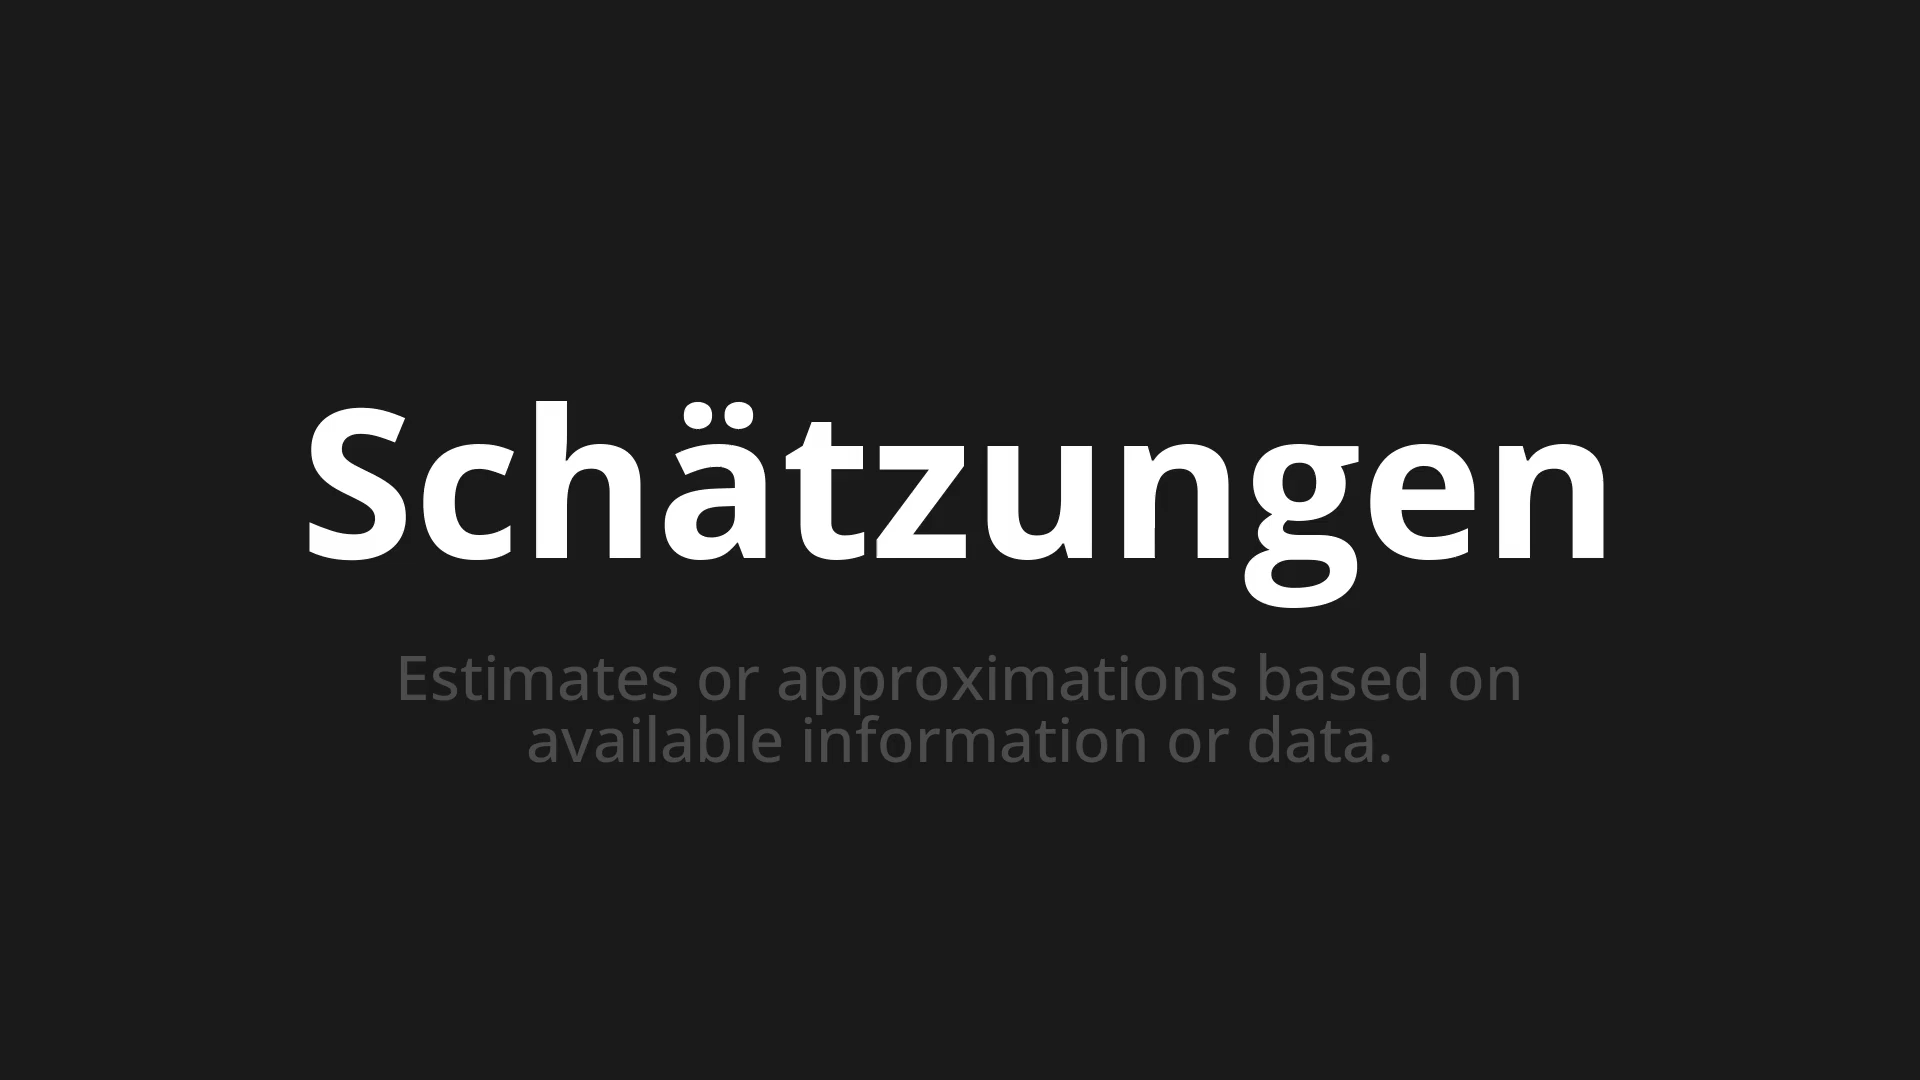 Schätzungen
Estimates or approximations based on
available information or data.